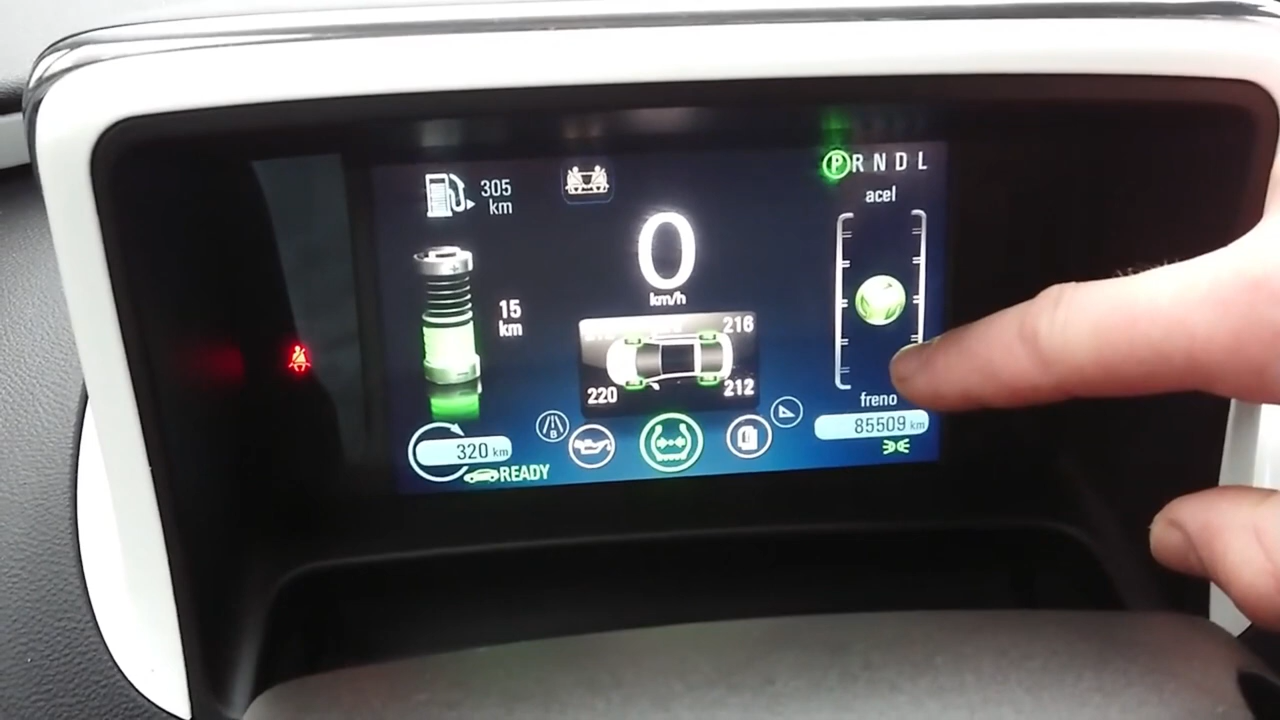 305
km
P R N D L
acel
0
km/h
15
km
216
220
212
freno
85509 km
B
320 km
READY